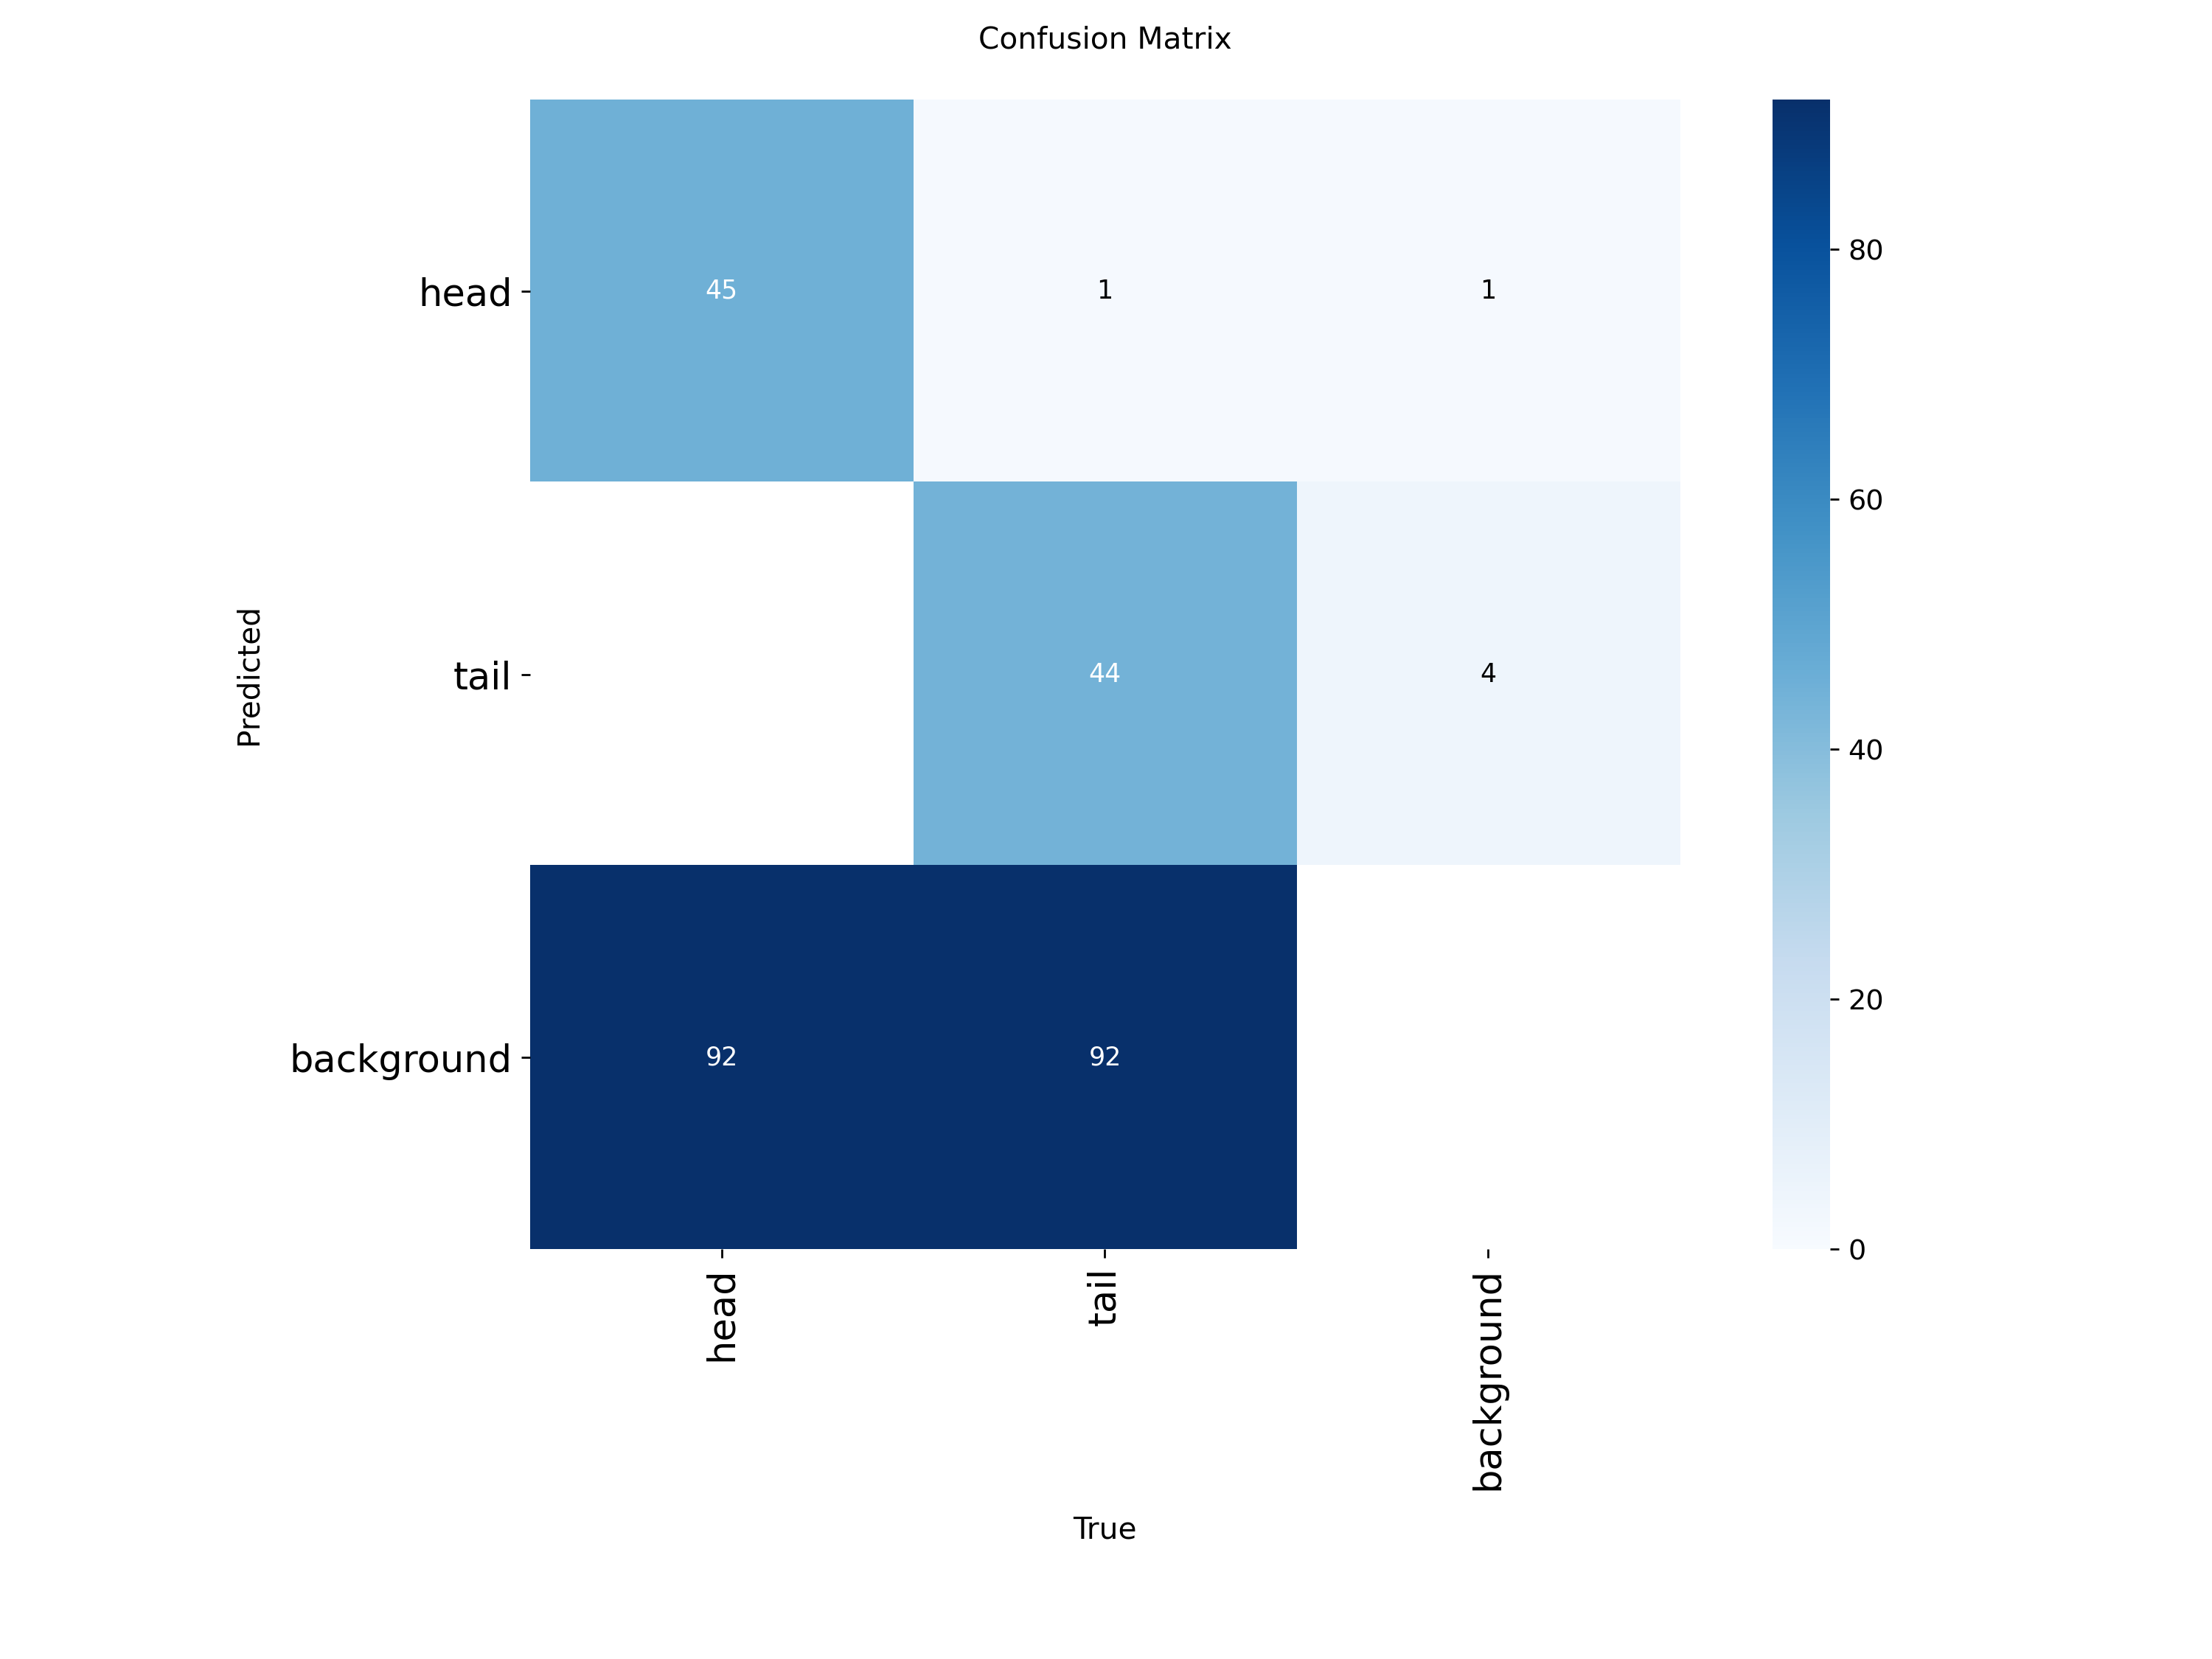 Confusion Matrix
head 45 1 1
tail 44 4
background 92 92
head tail background
Predicted
True
80
60
40
20
0